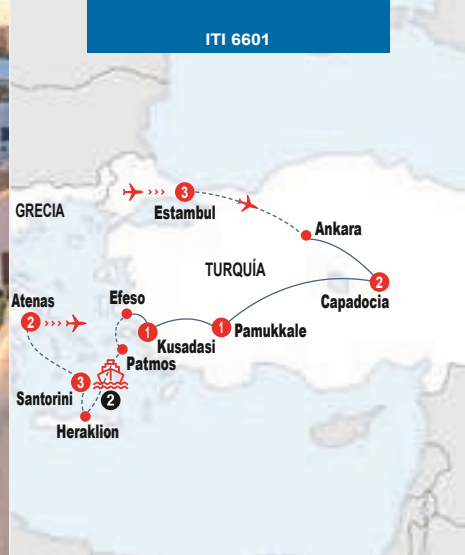 ITI 6601
3
Estambul
GRECIA
Ankara
TURQUÍA
2
Capadocia
Efeso
Atenas
2
1
Kusadasi
1
Pamukkale
Patmos
3
Santorini
2
Heraklion